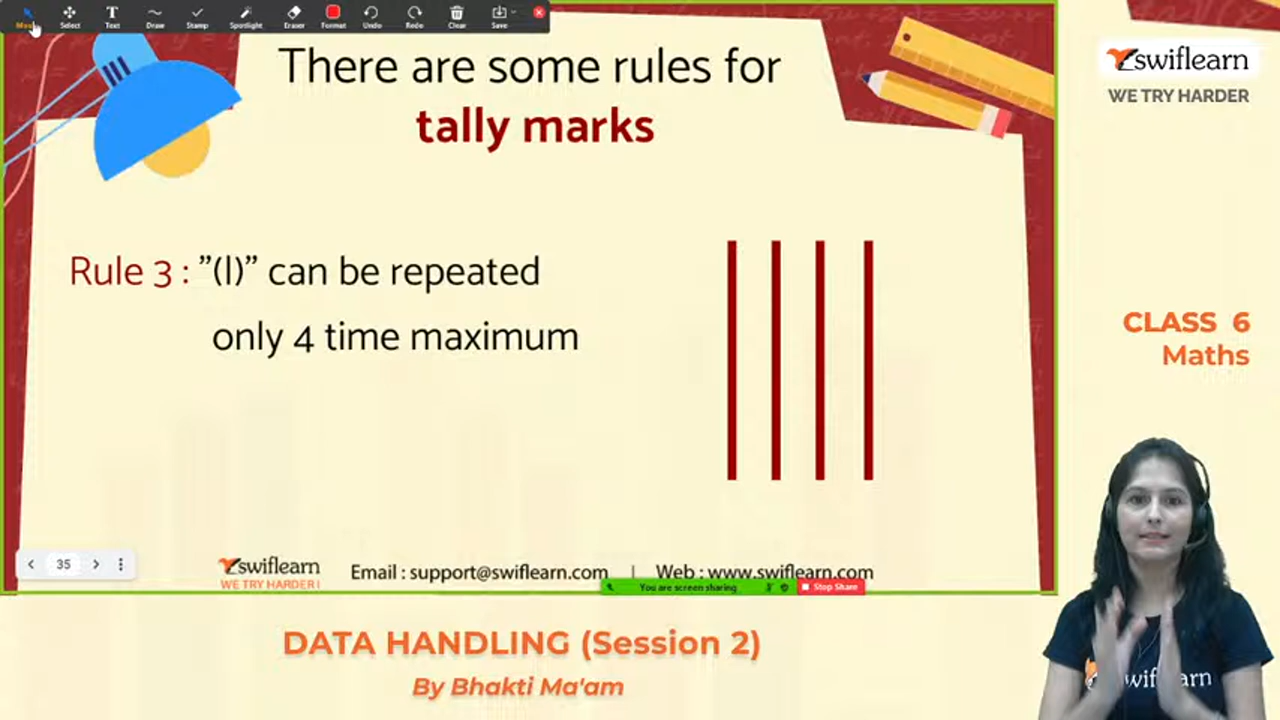 Move Select Text Draw Stamp Spotlight Eraser Format Undo Redo Clear Save
There are some rules for
tally marks
swiflearn
WE TRY HARDER
Rule 3 : ”(l)” can be repeated
only 4 time maximum
CLASS 6
Maths
35
swiflearn
WE TRY HARDER !
Email : support@swiflearn.com | Web : www.swiflearn.com
You are screen sharing
Stop Share
DATA HANDLING (Session 2)
By Bhakti Ma'am
swiflearn